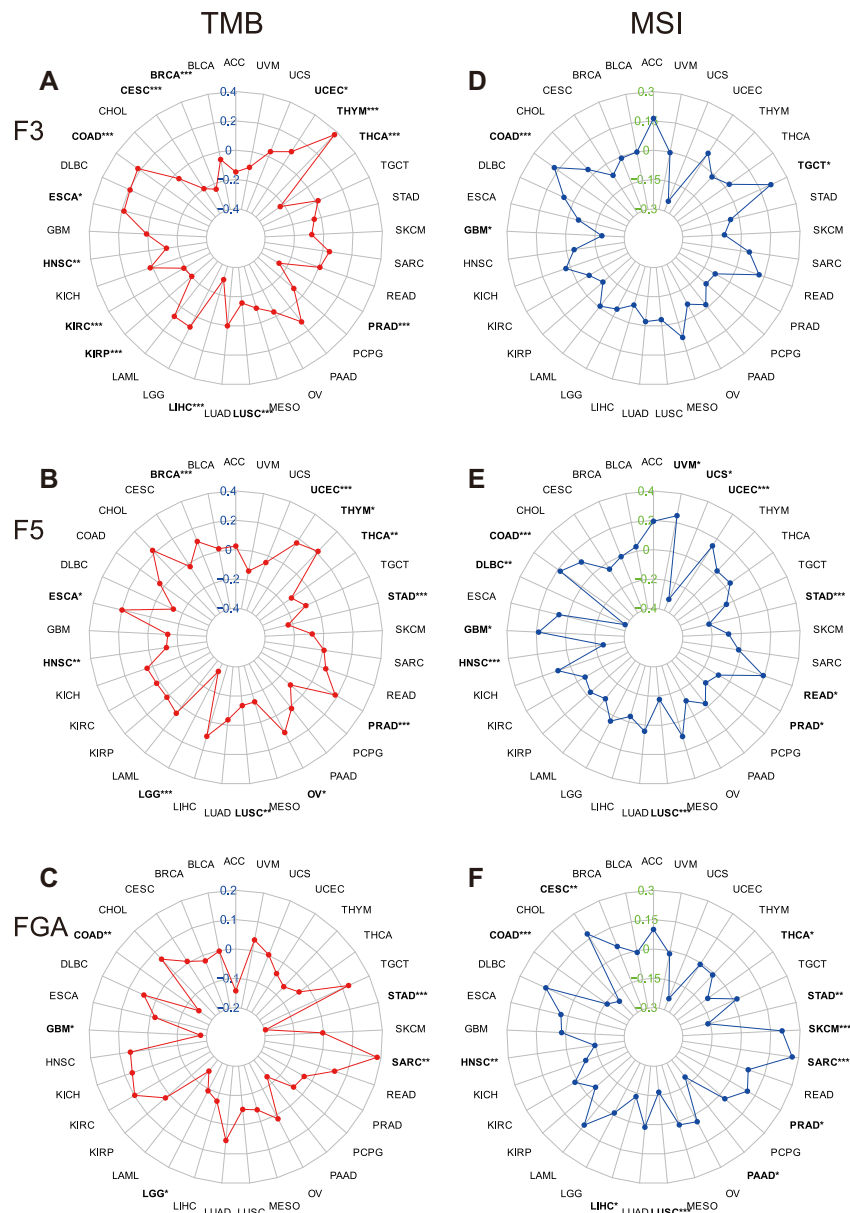 TMB
MSI
A
F3
ACC
UVM
UCS
UCEC*
THYM***
THCA***
TGCT
STAD
SKCM
SARC
READ
PRAD***
PCPG
PAAD
OV
MESO
LUSC***
LUAD
LIHC***
LGG
LAML
KIRP***
KIRC***
KICH
HNSC**
GBM
ESCA*
DLBC
COAD***
CHOL
CESC***
BRCA***
BLCA
0.4
0.2
0
-0.2
-0.4
D
ACC
UVM
UCS
UCEC
THYM
THCA
TGCT*
STAD
SKCM
SARC
READ
PRAD
PCPG
PAAD
OV
MESO
LUSC
LUAD
LIHC
LGG
KIRP
KIRC
KICH
HNSC
GBM*
ESCA
DLBC
COAD***
CHOL
CESC
BRCA
BLCA
LAML
0.3
0.15
0
-0.15
-0.3
B
F5
ACC
UVM
UCS
UCEC***
THYM*
THCA**
TGCT
STAD***
SKCM
SARC
READ
PRAD***
PCPG
PAAD
OV*
MESO
LUAD
LIHC
LGG***
LAML
KIRP
KIRC
KICH
HNSC**
GBM
ESCA*
DLBC
COAD
CHOL
CESC
BRCA***
BLCA
0.4
0.2
0
-0.2
-0.4
E
ACC
UVM*
UCS*
UCEC***
THYM
THCA
TGCT
STAD***
SKCM
SARC
READ*
PRAD*
PCPG
PAAD
OV
MESO
LUSC***
LUAD
LIHC
LGG
LAML
KIRP
KIRC
KICH
HNSC***
GBM*
ESCA
DLBC**
COAD***
CHOL
CESC
BRCA
BLCA
0.4
0.2
0
-0.2
-0.4
C
FGA
ACC
UVM
UCS
UCEC
THYM
THCA
TGCT
STAD***
SKCM
SARC**
READ
PRAD
PCPG
PAAD
OV
MESO
LUSC
LUAD
LIHC
LGG*
LAML
KIRP
KIRC
KICH
HNSC
GBM*
ESCA
DLBC
COAD**
CHOL
CESC
BRCA
BLCA
0.2
0.1
0
-0.1
-0.2
F
ACC
UVM
UCS
UCEC
THYM
THCA*
TGCT
STAD**
SKCM***
SARC***
READ
PRAD*
PCPG
PAAD*
OV
MESO
LUAD
LIHC*
LGG
LAML
KIRP
KIRC
KICH
HNSC**
GBM
ESCA
DLBC
COAD***
CHOL
CESC**
BRCA
BLCA
0.3
0.15
0
-0.15
-0.3